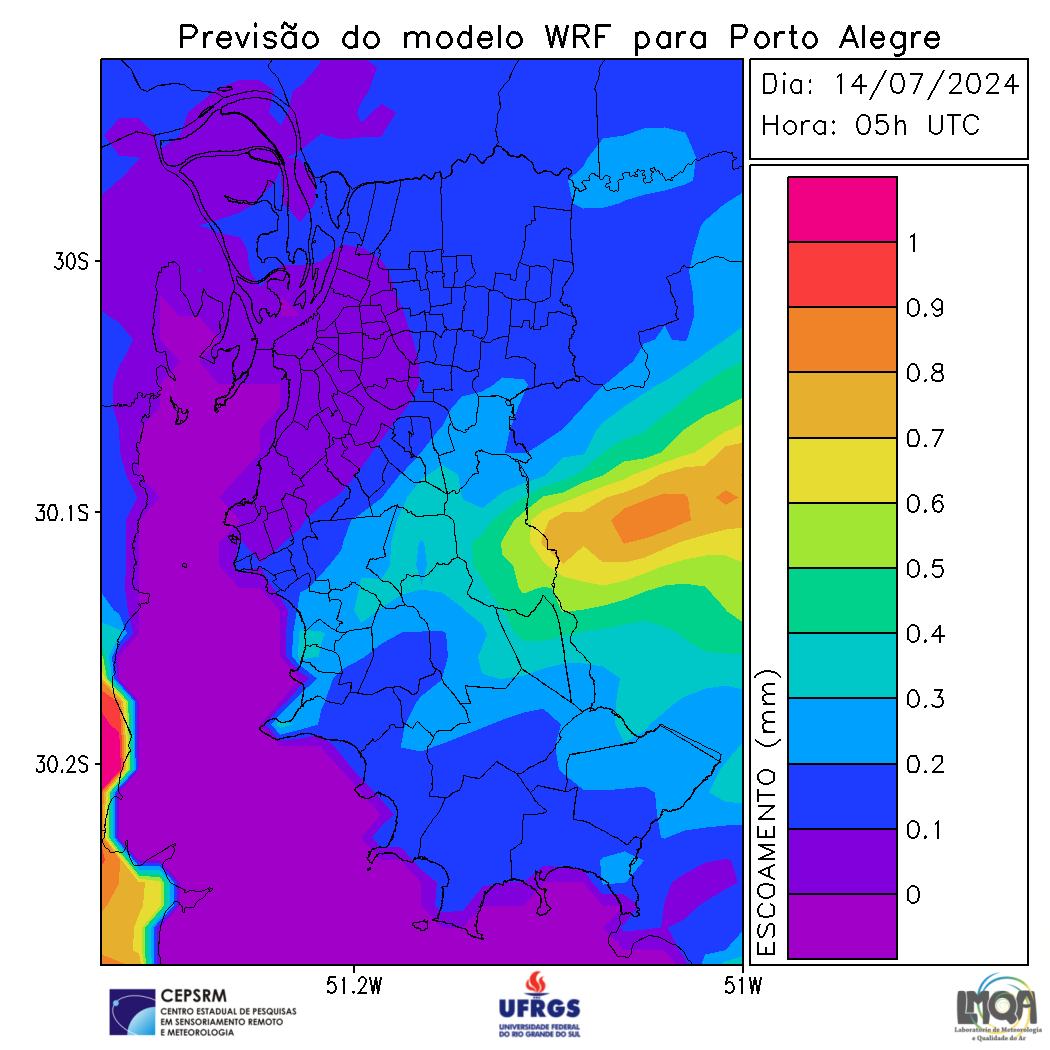 Previsão do modelo WRF para Porto Alegre
Dia: 14/07/2024
Hora: 05h UTC
30S
30.1S
30.2S
51.2W
51W
1
0.9
0.8
0.7
0.6
0.5
0.4
0.3
0.2
0.1
0
ESCOAMENTO (mm)
CEPSRM
CENTRO ESTADUAL DE PESQUISAS
EM SENSORIAMENTO REMOTO
E METEOROLOGIA
UFRGS
UNIVERSIDADE FEDERAL
DO RIO GRANDE DO SUL
LMQA
Laboratório de Meteorologia
e Qualidade do Ar